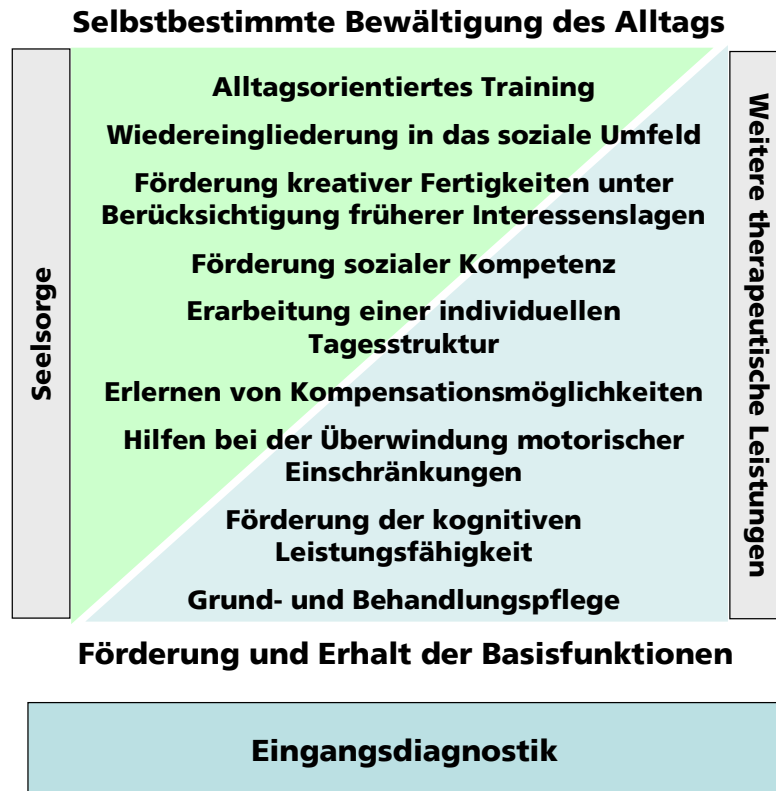 Selbstbestimmte Bewältigung des Alltags
Seelsorge
Alltagsorientiertes Training
Wiedereingliederung in das soziale Umfeld
Förderung kreativer Fertigkeiten unter
Berücksichtigung früherer Interessenslagen
Förderung sozialer Kompetenz
Erarbeitung einer individuellen
Tagesstruktur
Erlernen von Kompensationsmöglichkeiten
Hilfen bei der Überwindung motorischer
Einschränkungen
Förderung der kognitiven
Leistungsfähigkeit
Grund- und Behandlungspflege
Weitere therapeutische Leistungen
Förderung und Erhalt der Basisfunktionen
Eingangsdiagnostik